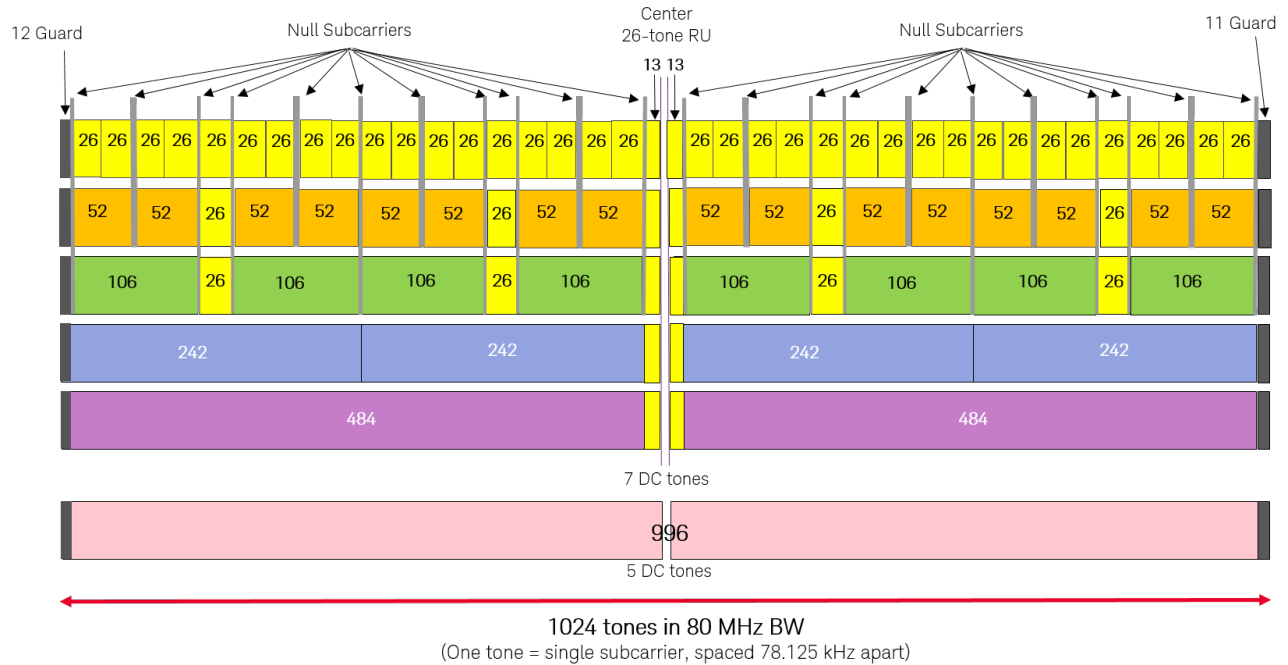 Center
26-tone RU
12 Guard
Null Subcarriers
Null Subcarriers
11 Guard
13 13
26 26 26 26 26 26 26 26 26 26 26 26 26 26 26 26 26 26 26 26 26 26 26 26 26 26 26 26 26 26 26 26 26 26 26 26
52 52 26 52 52 52 52 26 52 52 52 52 26 52 52 52 52 26 52 52
106 26 106 26 106 106 26 106 106 26 106
242 242 242 242
484 484
7 DC tones
996
5 DC tones
1024 tones in 80 MHz BW
(One tone = single subcarrier, spaced 78.125 kHz apart)